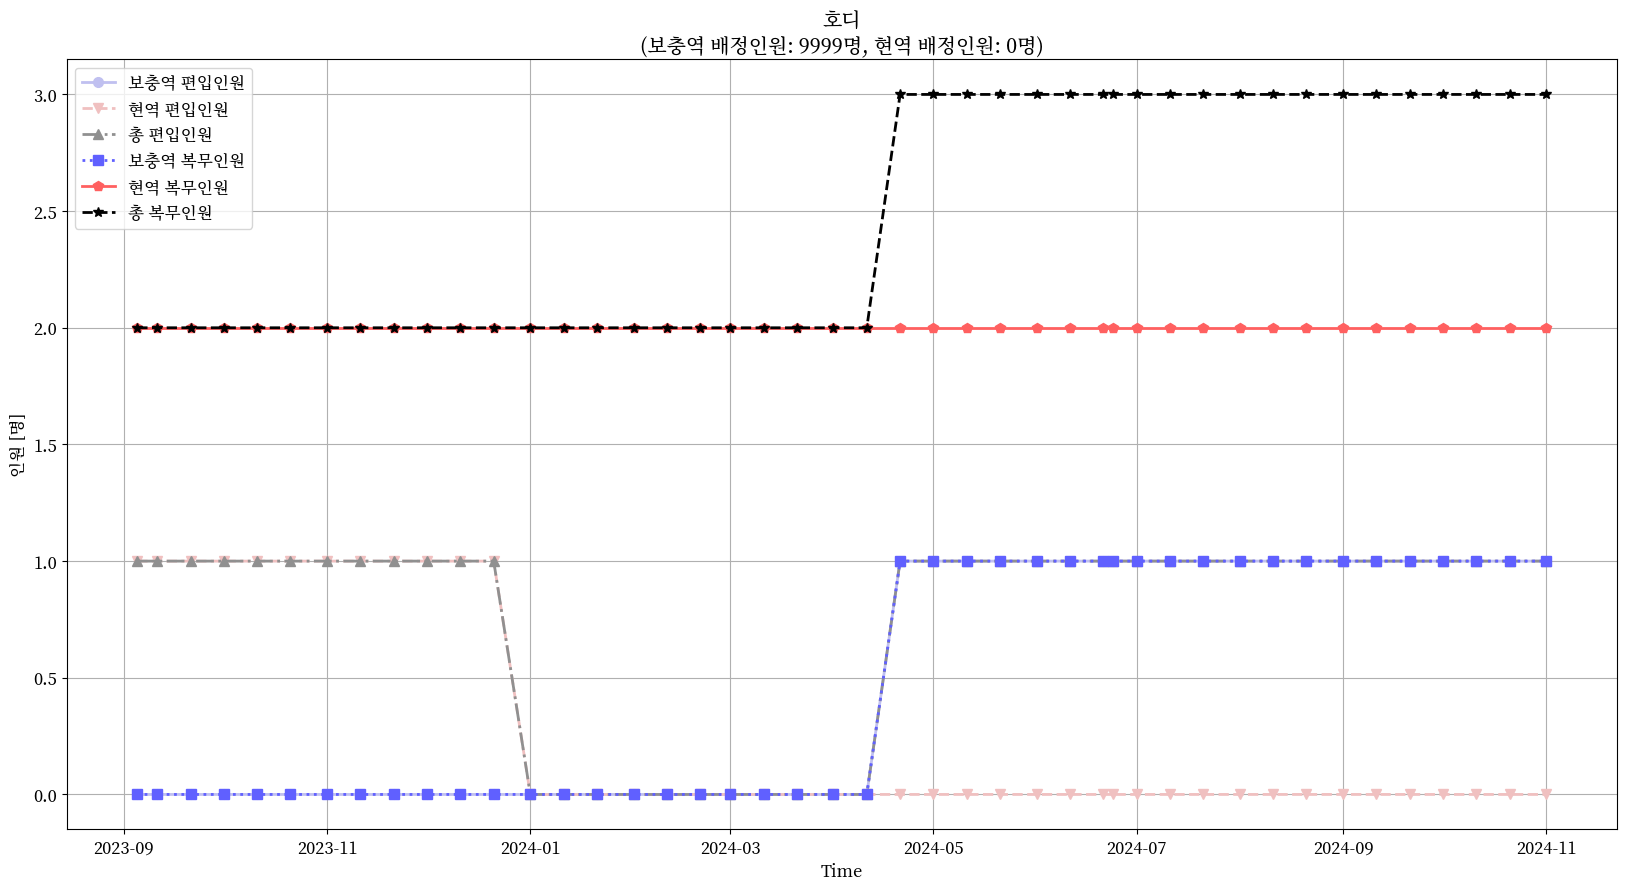 호디
(보충역 배정인원: 9999명, 현역 배정인원: 0명)
보충역 편입인원
현역 편입인원
총 편입인원
보충역 복무인원
현역 복무인원
총 복무인원
3.0
2.5
2.0
1.5
1.0
0.5
0.0
인원 [명]
2023-09 2023-11 2024-01 2024-03 2024-05 2024-07 2024-09 2024-11
Time